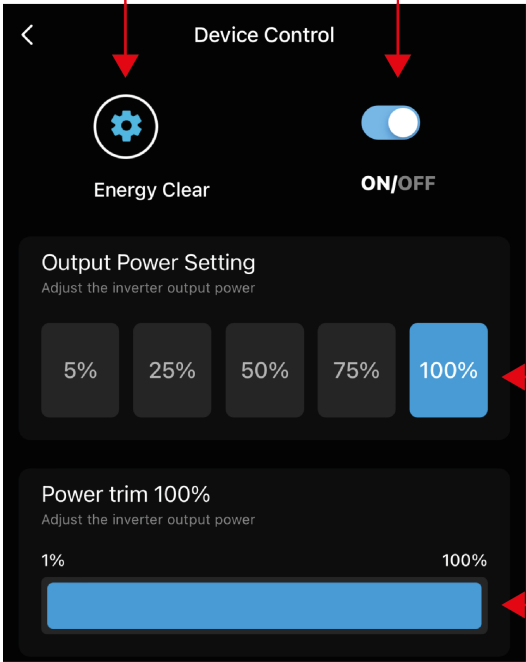 Device Control
Energy Clear
ON/OFF
Output Power Setting
Adjust the inverter output power
5%
25%
50%
75%
100%
Power trim 100%
Adjust the inverter output power
1%
100%